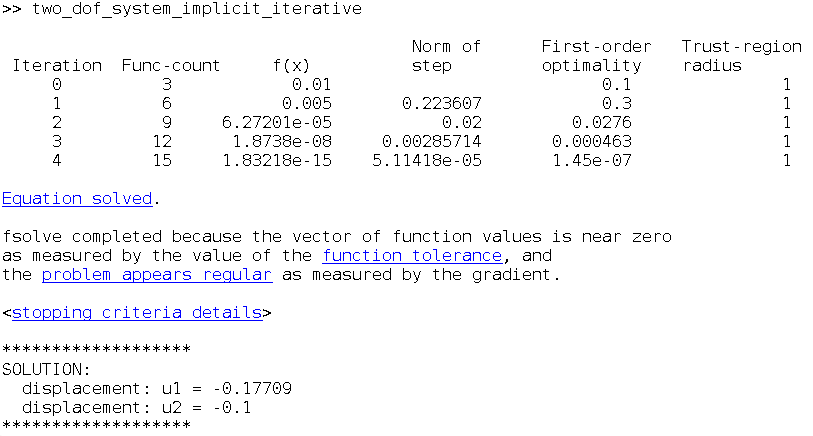 >> two_dof_system_implicit_iterative
Norm of First-order Trust-region
Iteration Func-count f(x) step optimality radius
0 3 0.01 0.1 1
1 6 0.005 0.223607 0.3 1
2 9 6.27201e-05 0.02 0.0276 1
3 12 1.8738e-08 0.00285714 0.000463 1
4 15 1.83218e-15 5.11418e-05 1.45e-07 1
Equation solved.
fsolve completed because the vector of function values is near zero
as measured by the value of the function tolerance, and
the problem appears regular as measured by the gradient.
<stopping criteria details>
*******************
SOLUTION:
displacement: u1 = -0.17709
displacement: u2 = -0.1
*******************